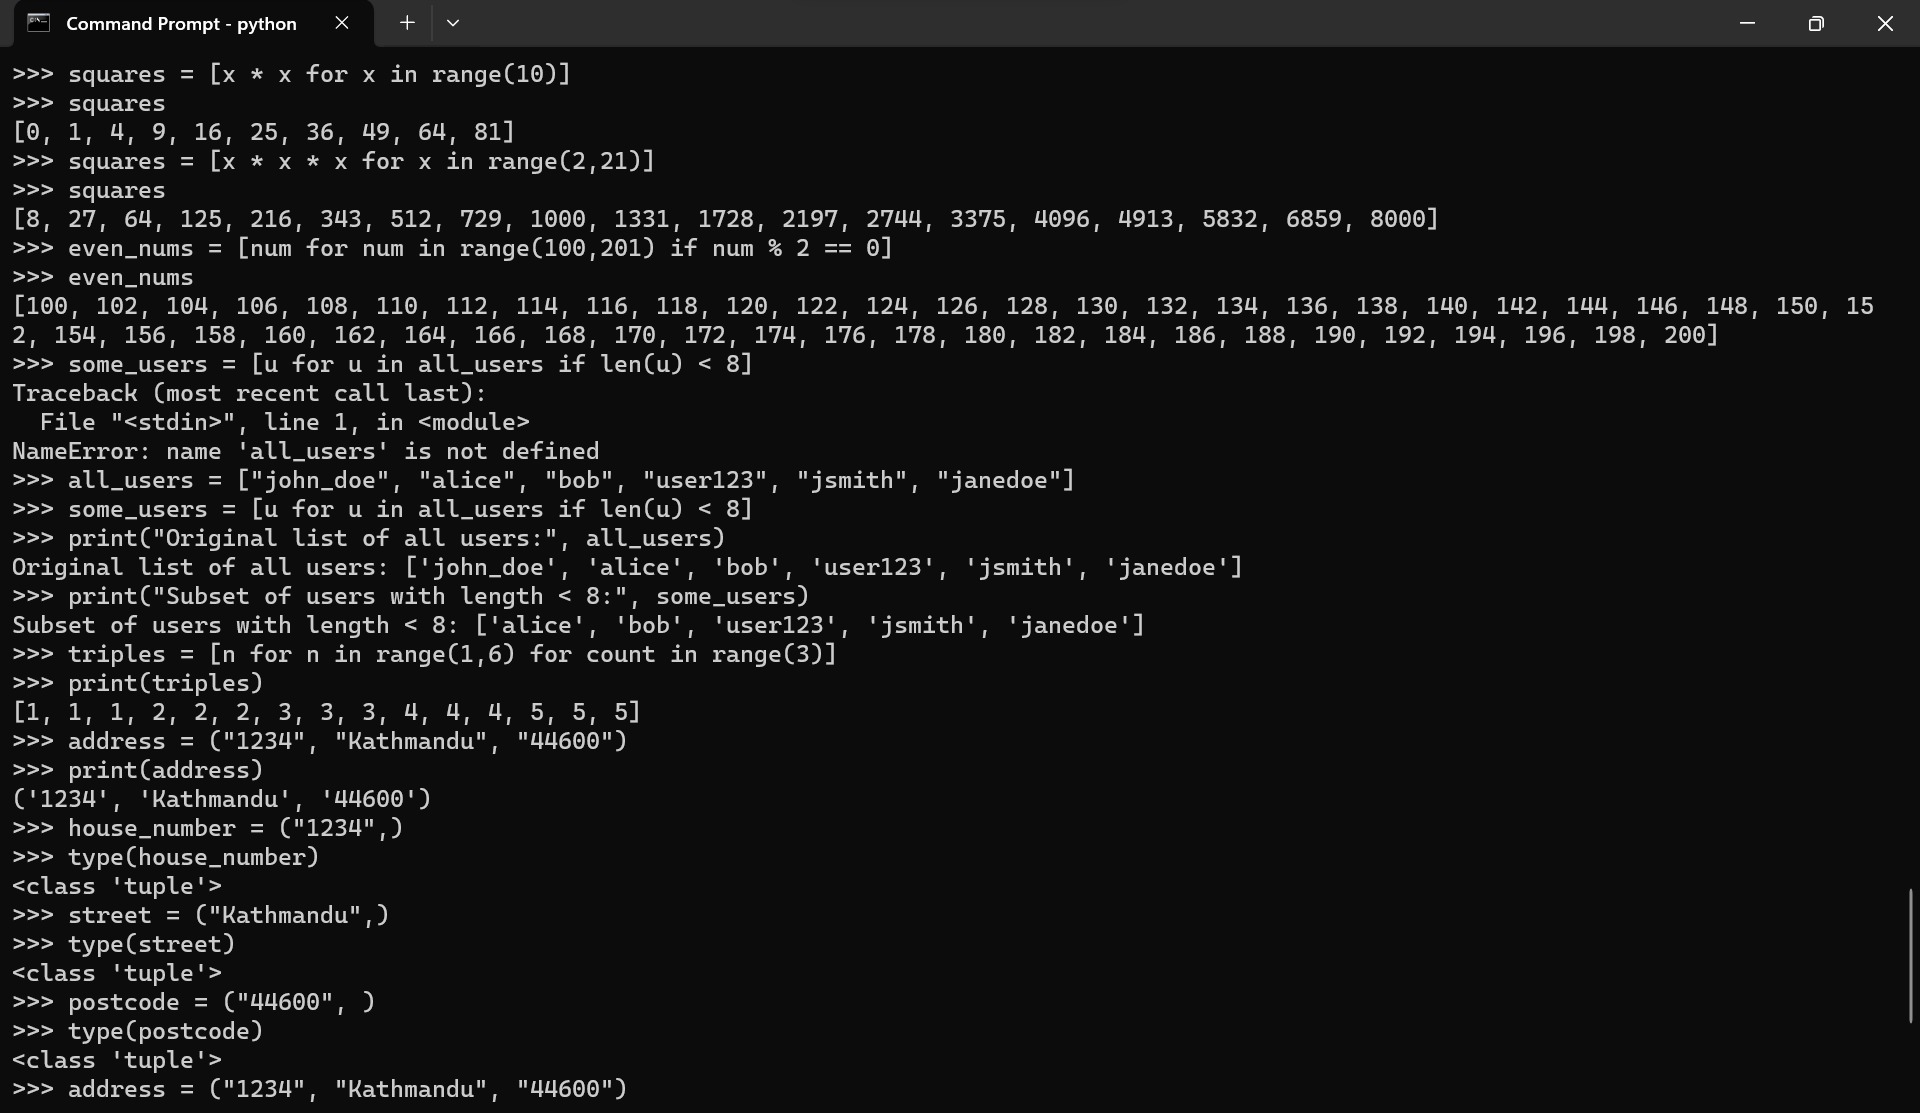 Command Prompt - python
>>> squares = [x * x for x in range(10)]
>>> squares
[0, 1, 4, 9, 16, 25, 36, 49, 64, 81]
>>> squares = [x * x * x for x in range(2,21)]
>>> squares
[8, 27, 64, 125, 216, 343, 512, 729, 1000, 1331, 1728, 2197, 2744, 3375, 4096, 4913, 5832, 6859, 8000]
>>> even_nums = [num for num in range(100,201) if num % 2 == 0]
>>> even_nums
[100, 102, 104, 106, 108, 110, 112, 114, 116, 118, 120, 122, 124, 126, 128, 130, 132, 134, 136, 138, 140, 142, 144, 146, 148, 150, 15
2, 154, 156, 158, 160, 162, 164, 166, 168, 170, 172, 174, 176, 178, 180, 182, 184, 186, 188, 190, 192, 194, 196, 198, 200]
>>> some_users = [u for u in all_users if len(u) < 8]
Traceback (most recent call last):
  File "<stdin>", line 1, in <module>
NameError: name 'all_users' is not defined
>>> all_users = ["john_doe", "alice", "bob", "user123", "jsmith", "janedoe"]
>>> some_users = [u for u in all_users if len(u) < 8]
>>> print("Original list of all users:", all_users)
Original list of all users: ['john_doe', 'alice', 'bob', 'user123', 'jsmith', 'janedoe']
>>> print("Subset of users with length < 8:", some_users)
Subset of users with length < 8: ['alice', 'bob', 'user123', 'jsmith', 'janedoe']
>>> triples = [n for n in range(1,6) for count in range(3)]
>>> print(triples)
[1, 1, 1, 2, 2, 2, 3, 3, 3, 4, 4, 4, 5, 5, 5]
>>> address = ("1234", "Kathmandu", "44600")
>>> print(address)
('1234', 'Kathmandu', '44600')
>>> house_number = ("1234",)
>>> type(house_number)
<class 'tuple'>
>>> street = ("Kathmandu",)
>>> type(street)
<class 'tuple'>
>>> postcode = ("44600", )
>>> type(postcode)
<class 'tuple'>
>>> address = ("1234", "Kathmandu", "44600")